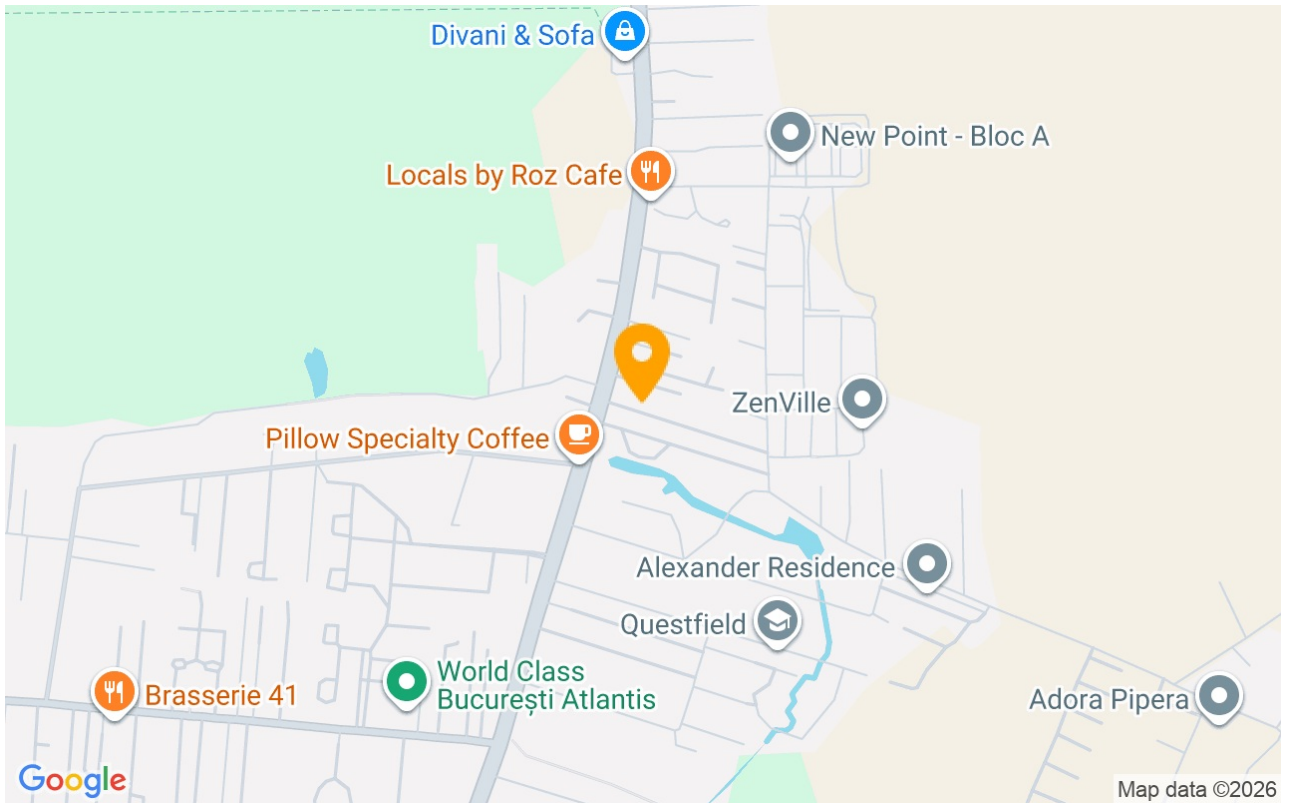 Divani & Sofa
New Point - Bloc A
Locals by Roz Cafe
ZenVille
Pillow Specialty Coffee
Alexander Residence
Questfield
World Class
București Atlantis
Brasserie 41
Adora Pipera
Google
Map data ©2026